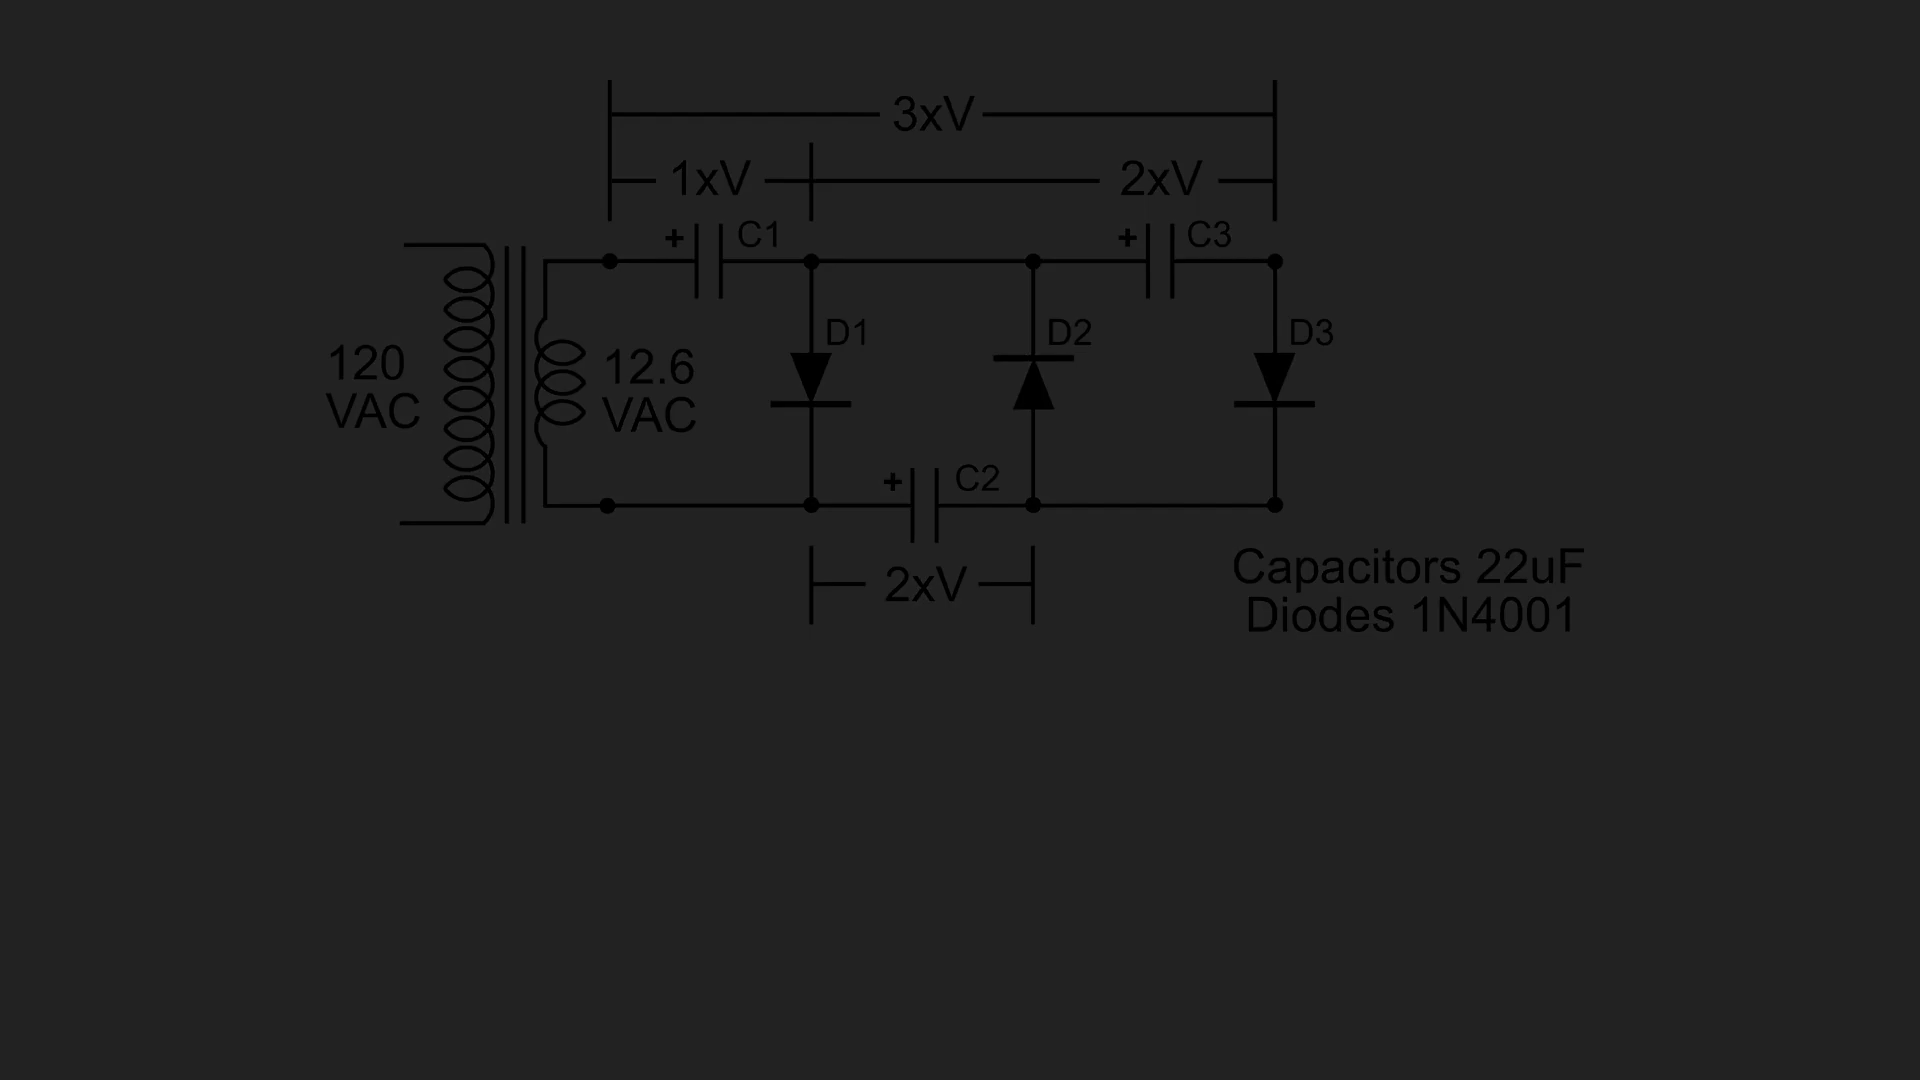 3xV
1xV
2xV
+ C1
+ C3
D1
D2
D3
120
VAC
12.6
VAC
+ C2
2xV
Capacitors 22uF
Diodes 1N4001